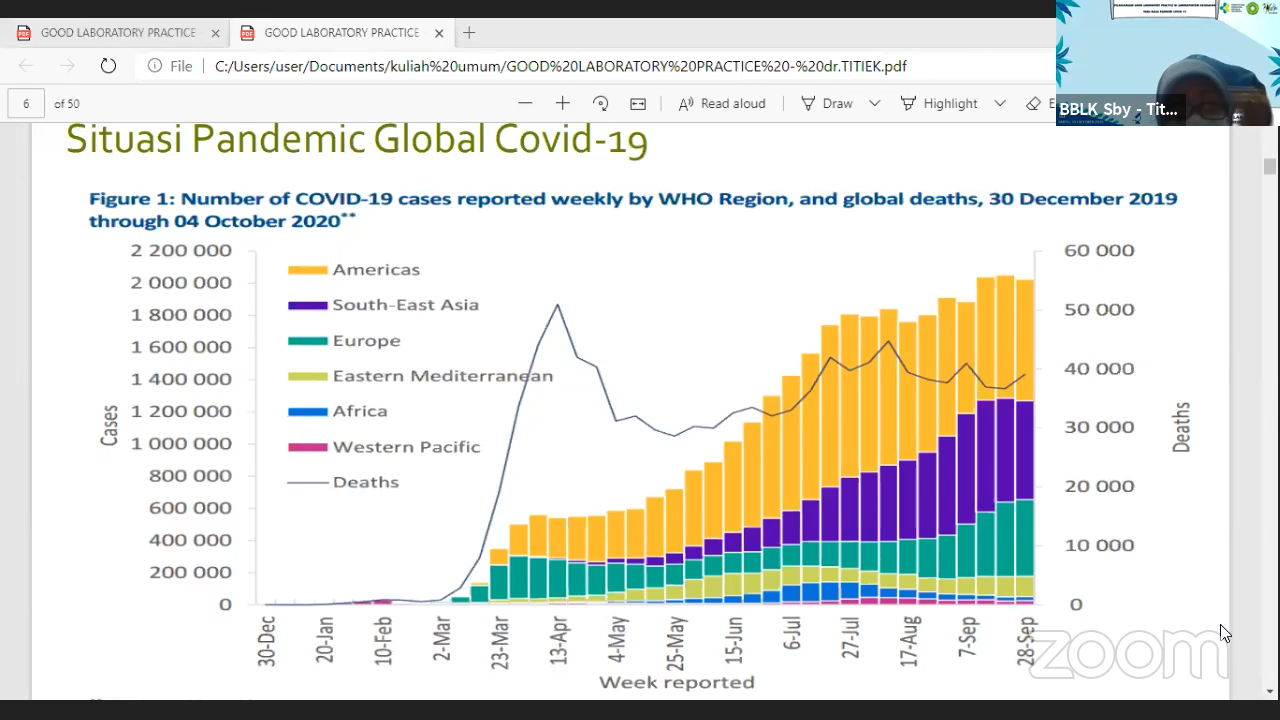 GOOD LABORATORY PRACTICE
GOOD LABORATORY PRACTICE
File C:/Users/user/Documents/kuliah%20umum/GOOD%20LABORATORY%20PRACTICE%20-%20dr.TITIEK.pdf
6 of 50
Read aloud
Draw
Highlight
BBLK Sby - Tit...
Situasi Pandemic Global Covid-19
Figure 1: Number of COVID-19 cases reported weekly by WHO Region, and global deaths, 30 December 2019
through 04 October 2020**
Cases
2 200 000
2 000 000
1 800 000
1 600 000
1 400 000
1 200 000
1 000 000
800 000
600 000
400 000
200 000
0
Americas
South-East Asia
Europe
Eastern Mediterranean
Africa
Western Pacific
Deaths
60 000
50 000
40 000
30 000
20 000
10 000
0
Deaths
30-Dec
20-Jan
10-Feb
2-Mar
23-Mar
13-Apr
4-May
25-May
15-Jun
6-Jul
27-Jul
17-Aug
7-Sep
28-Sep
Week reported
zoom